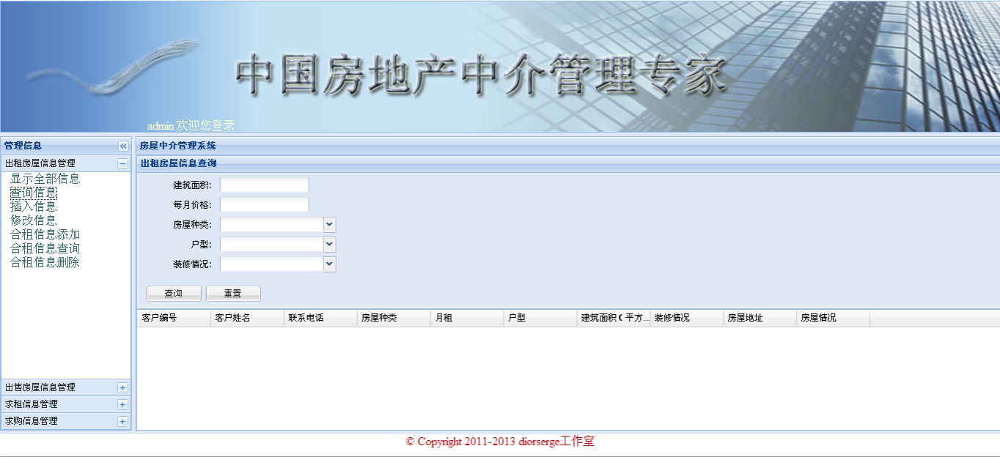 中国房地产中介管理专家
admin 欢迎您登录
管理信息
出租房屋信息管理
显示全部信息
查询信息
插入信息
修改信息
合租信息添加
合租信息查询
合租信息删除
出售房屋信息管理
求租信息管理
求购信息管理
房屋中介管理系统
出租房屋信息查询
建筑面积:
每月价格:
房屋种类:
户型:
装修情况:
查询 重置
客户编号 客户姓名 联系电话 房屋种类 月租 户型 建筑面积(平方... 装修情况 房屋地址 房屋情况
© Copyright 2011-2013 diorserge工作室